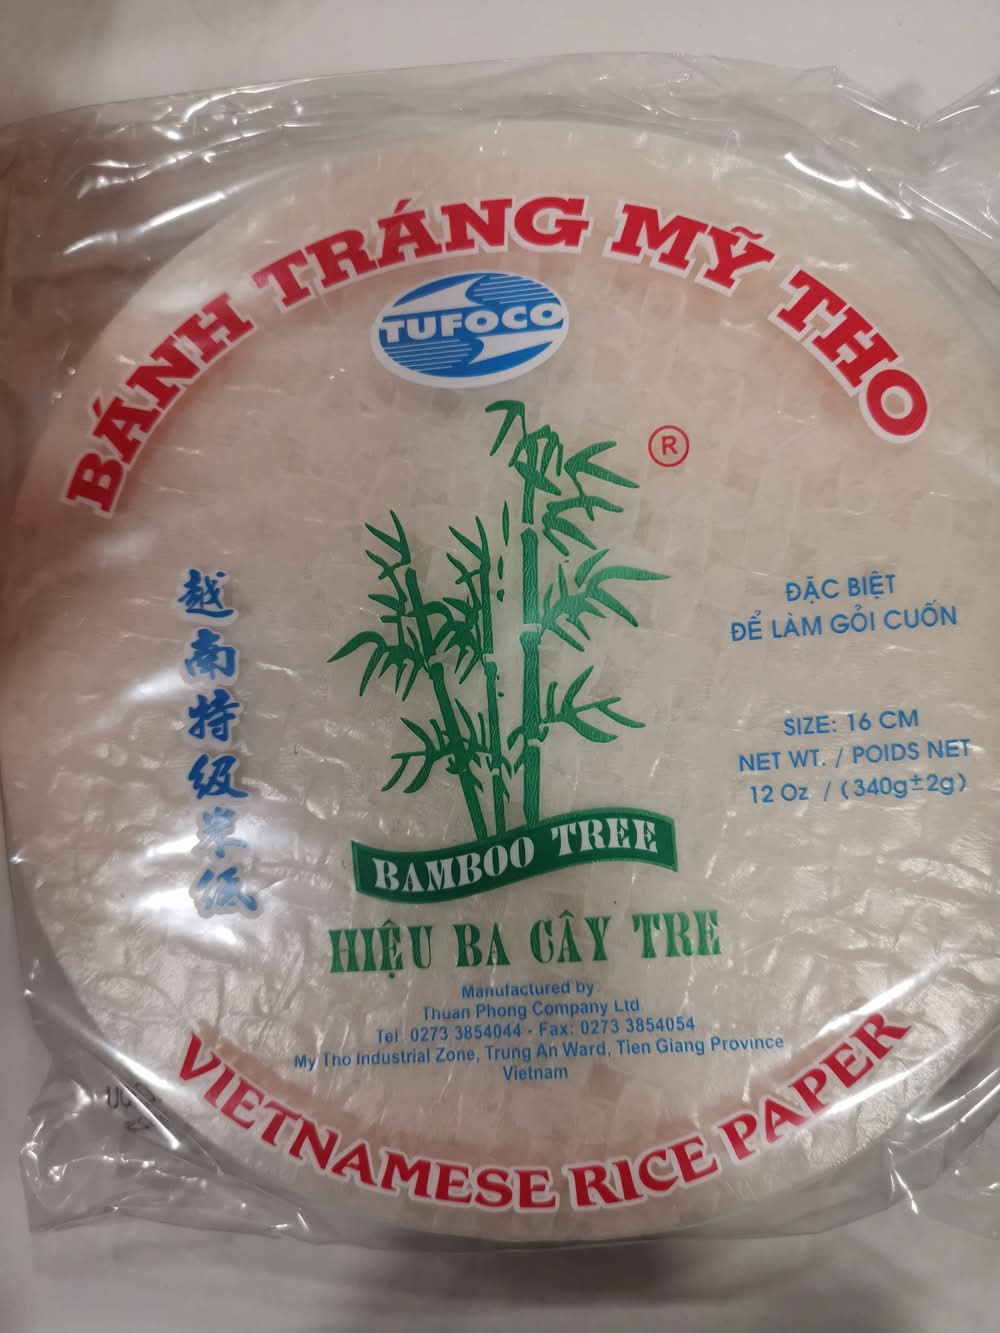 BÁNH TRÁNG MỸ THO
TUFOCO
®
越南特级米纸
ĐẶC BIỆT
ĐỂ LÀM GỎI CUỐN
SIZE: 16 CM
NET WT. / POIDS NET
12 Oz / (340g±2g)
BAMBOO TREE
HIỆU BA CÂY TRE
Manufactured by
Thuan Phong Company Ltd
Tel. 0273 3854044 - Fax: 0273 3854054
My Tho Industrial Zone, Trung An Ward, Tien Giang Province
Vietnam
VIETNAMESE RICE PAPER